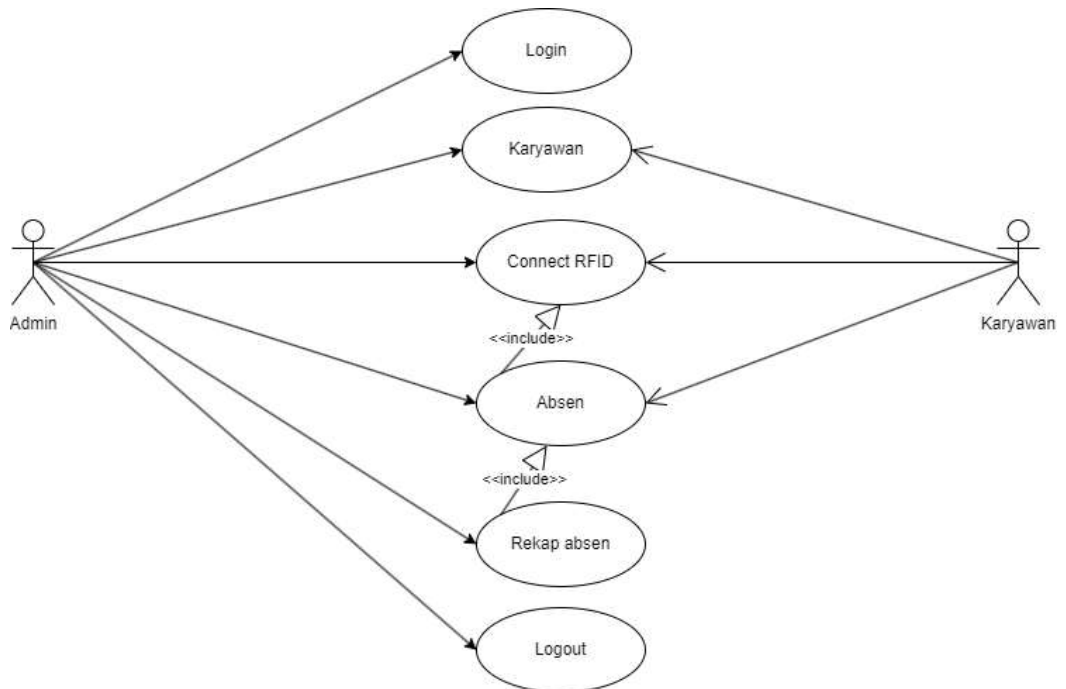 Login
Karyawan
Connect RFID
Admin
Karyawan
<<include>>
Absen
<<include>>
Rekap absen
Logout